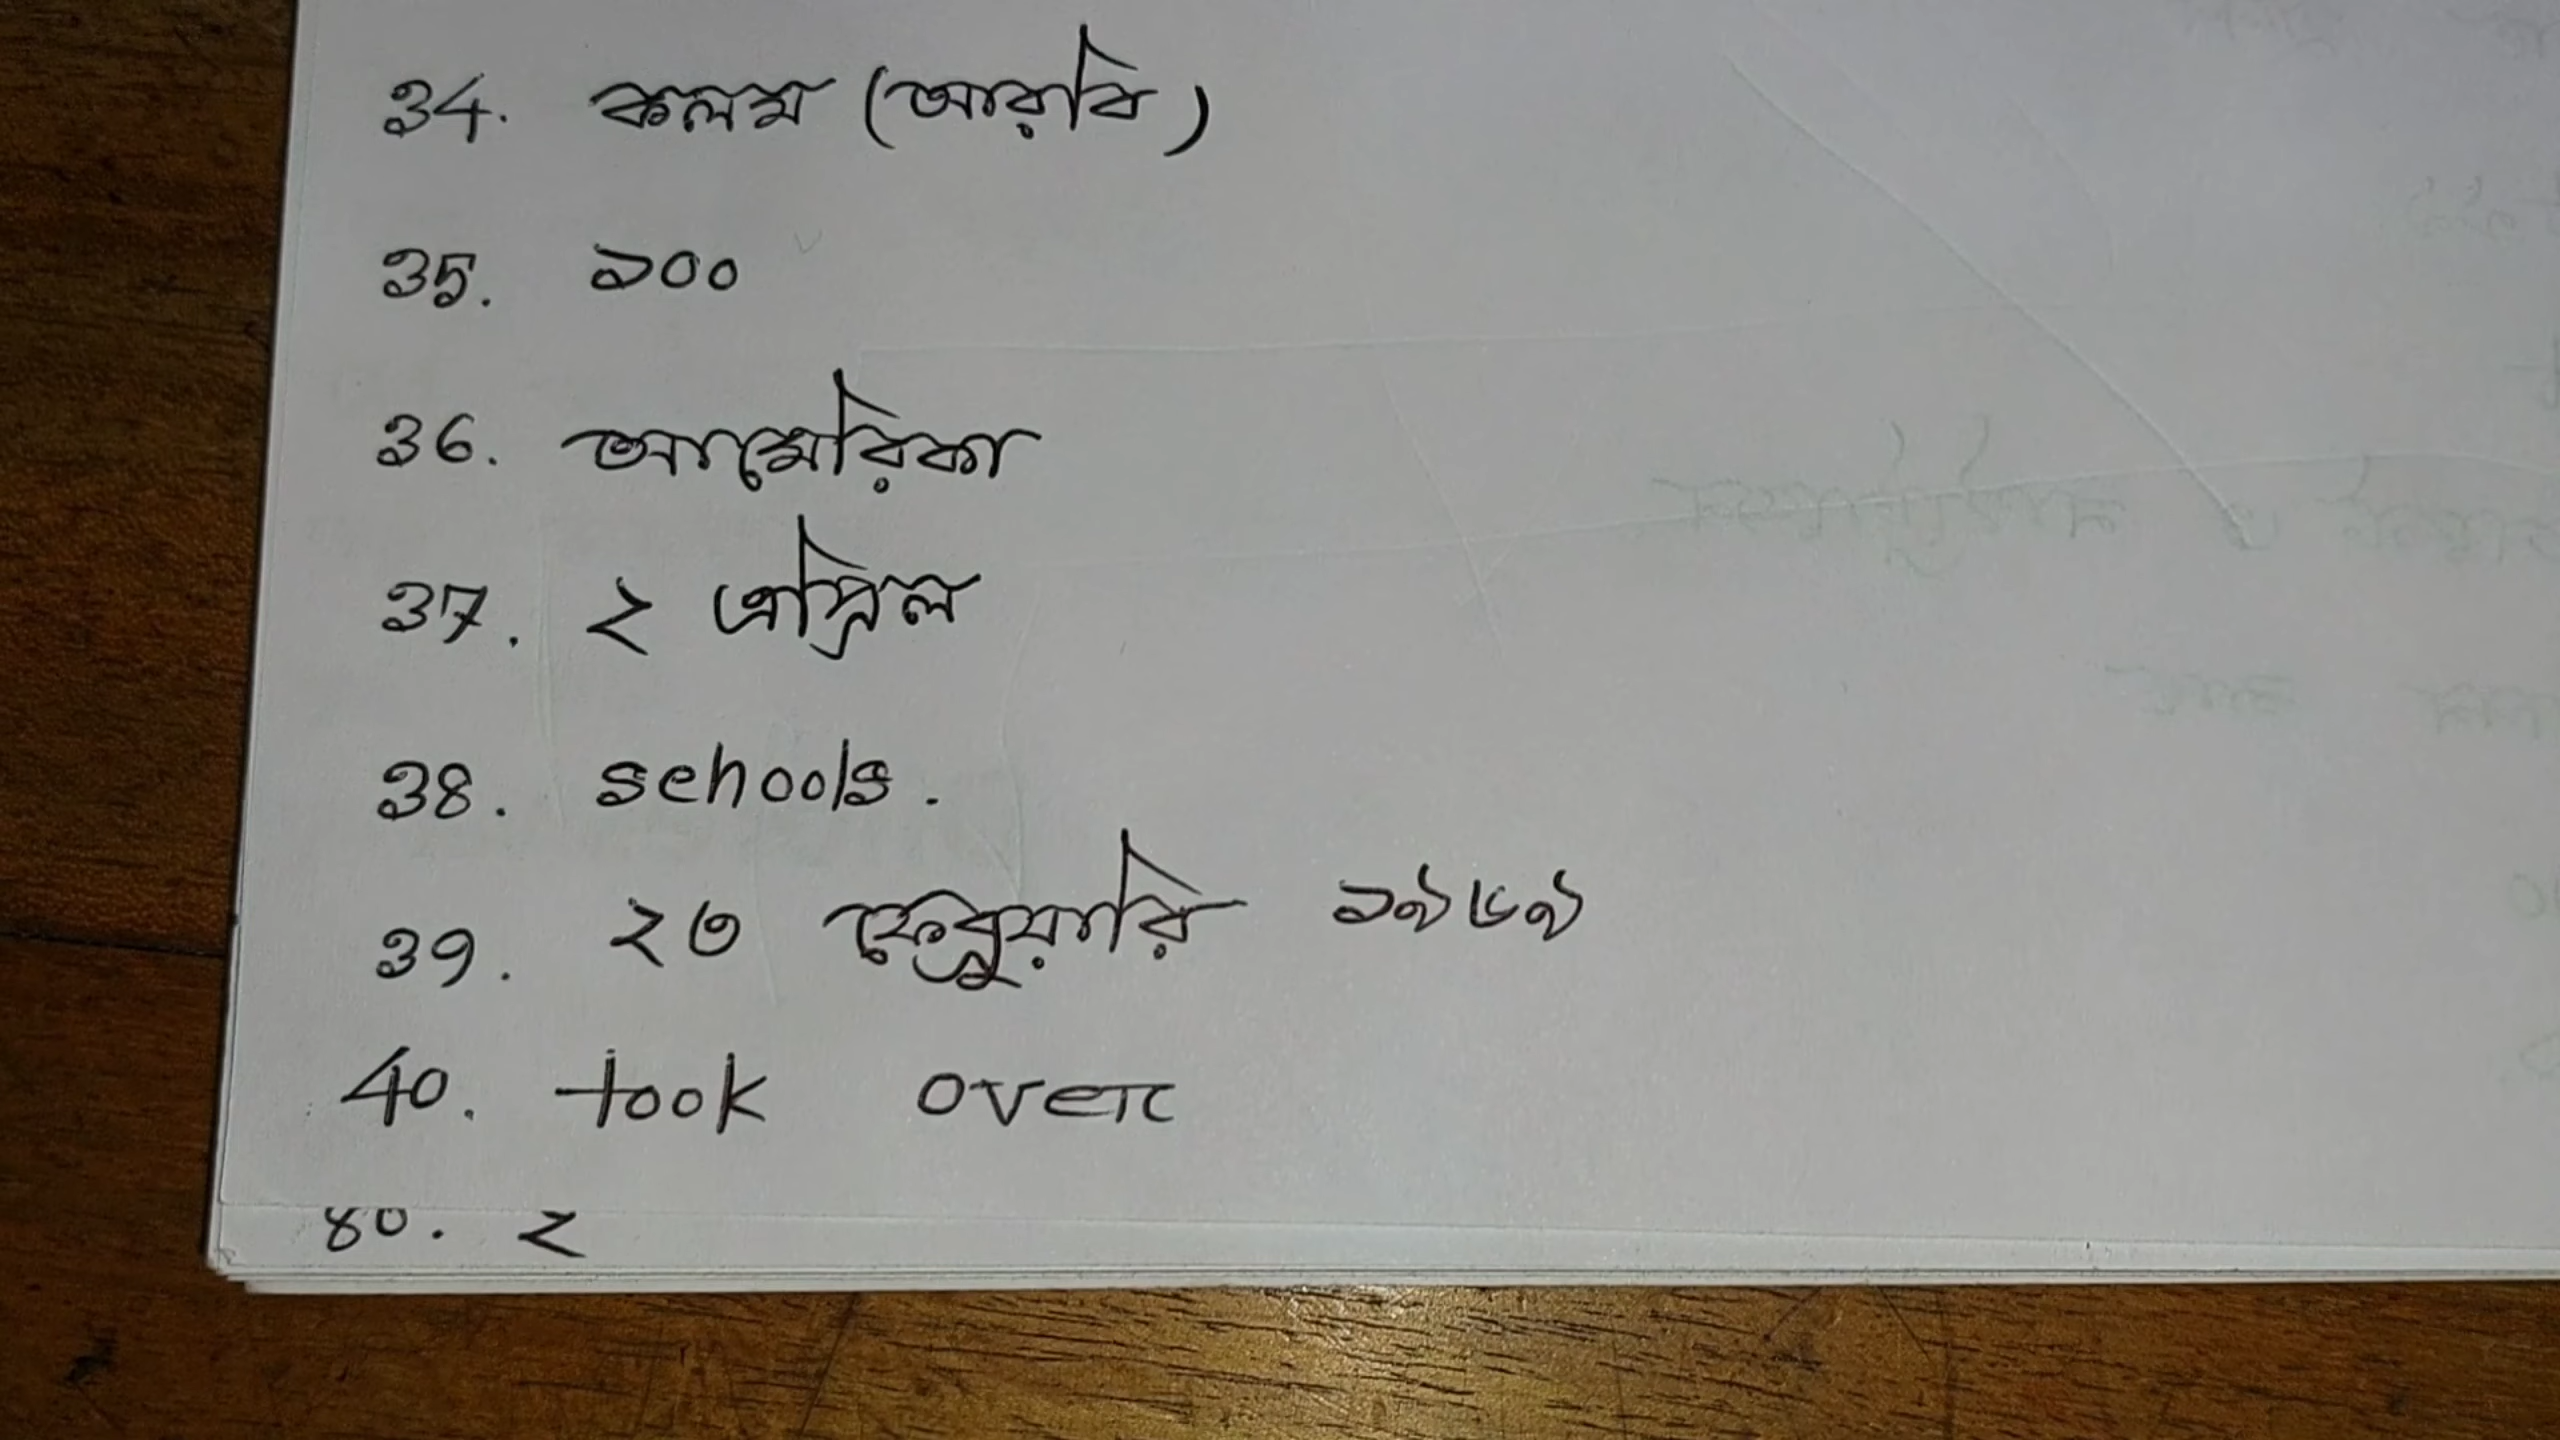 34. কলম (আরবি)
35. ১০০
36. আমেরিকা
37. ২ এপ্রিল
38. schools.
39. ২৩ ফেব্রুয়ারি ১৯৬৯
40. took over
৪০. ২